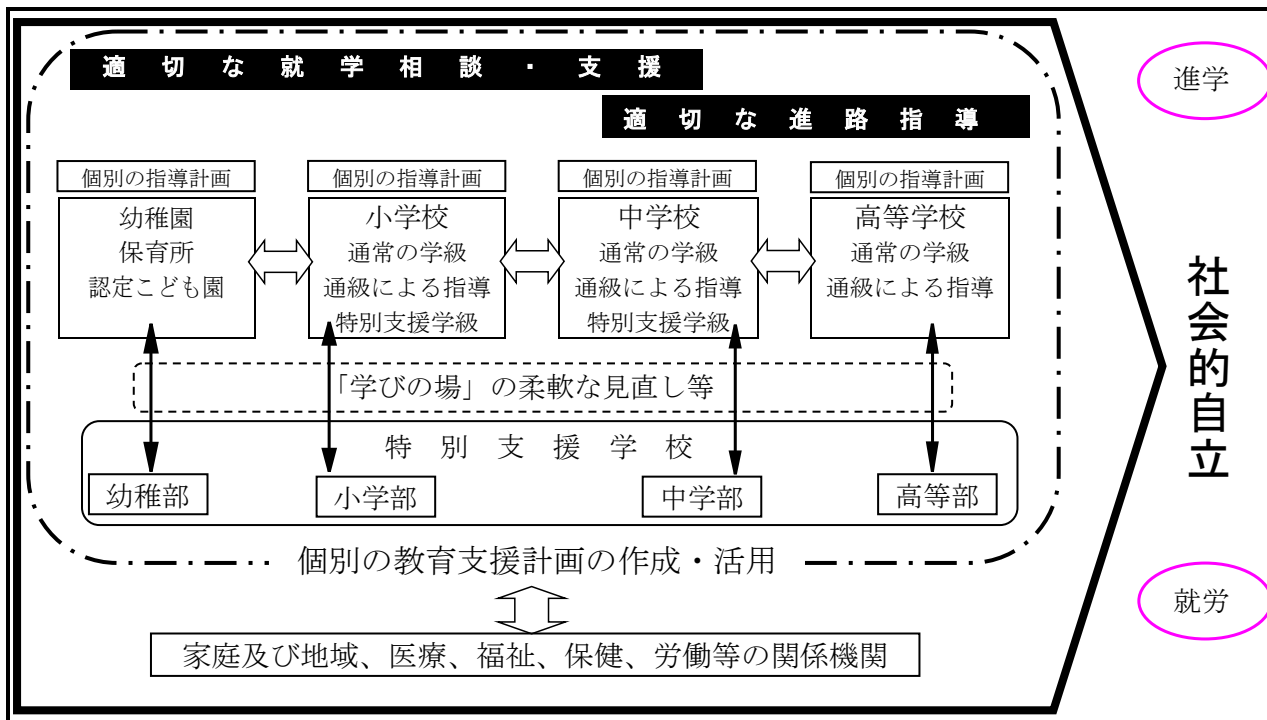 適切な就学相談・支援
適切な進路指導
個別の指導計画
幼稚園
保育所
認定こども園
個別の指導計画
小学校
通常の学級
通級による指導
特別支援学級
個別の指導計画
中学校
通常の学級
通級による指導
特別支援学級
個別の指導計画
高等学校
通常の学級
通級による指導
「学びの場」の柔軟な見直し等
特別支援学校
幼稚部
小学部
中学部
高等部
個別の教育支援計画の作成・活用
家庭及び地域、医療、福祉、保健、労働等の関係機関
進学
社会的自立
就労